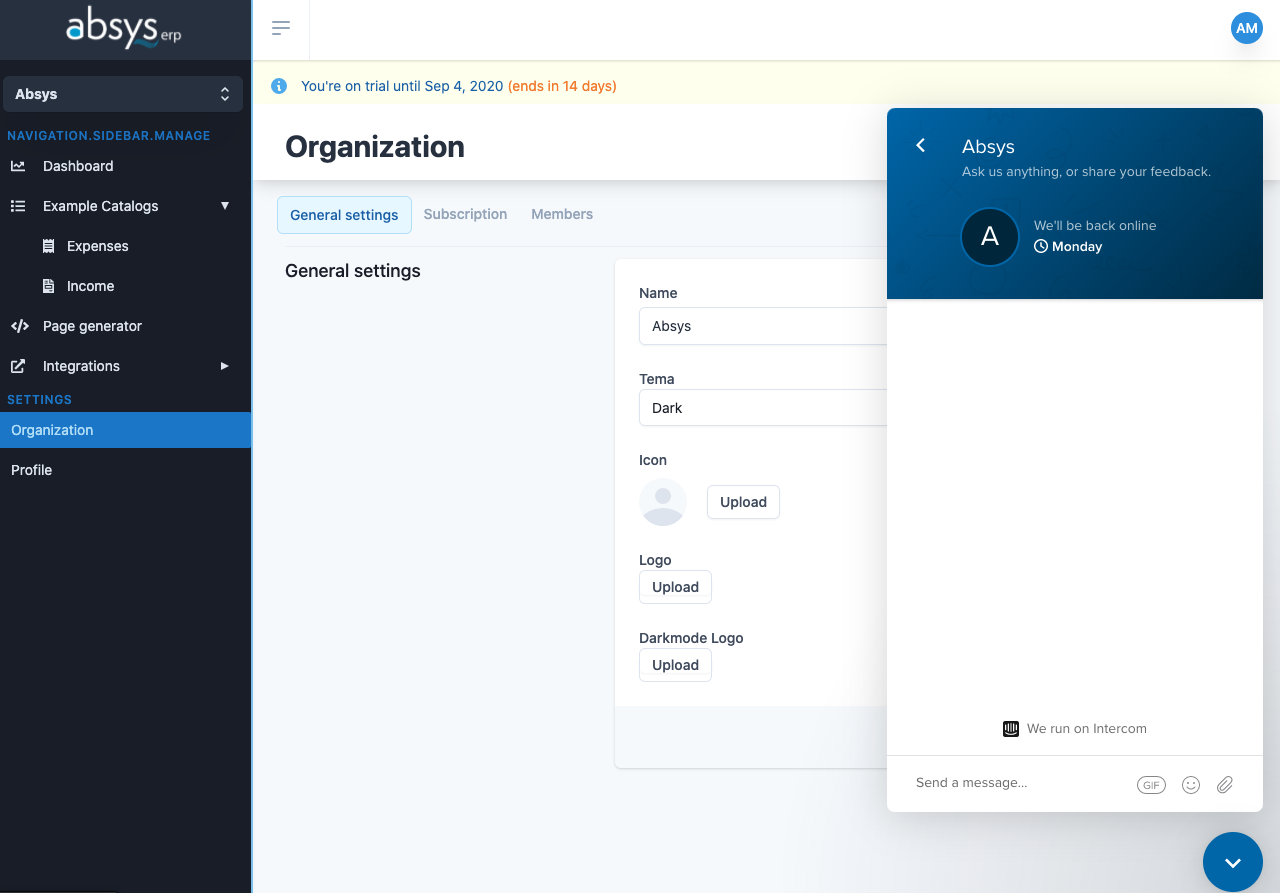 absys erp
AM
Absys
You're on trial until Sep 4, 2020 (ends in 14 days)
NAVIGATION.SIDEBAR.MANAGE
Dashboard
Example Catalogs
Expenses
Income
Page generator
Integrations
SETTINGS
Organization
Profile
Organization
General settings
Subscription
Members
General settings
Name
Absys
Tema
Dark
Icon
Upload
Logo
Upload
Darkmode Logo
Upload
Absys
Ask us anything, or share your feedback.
A
We'll be back online
Monday
We run on Intercom
Send a message...
GIF